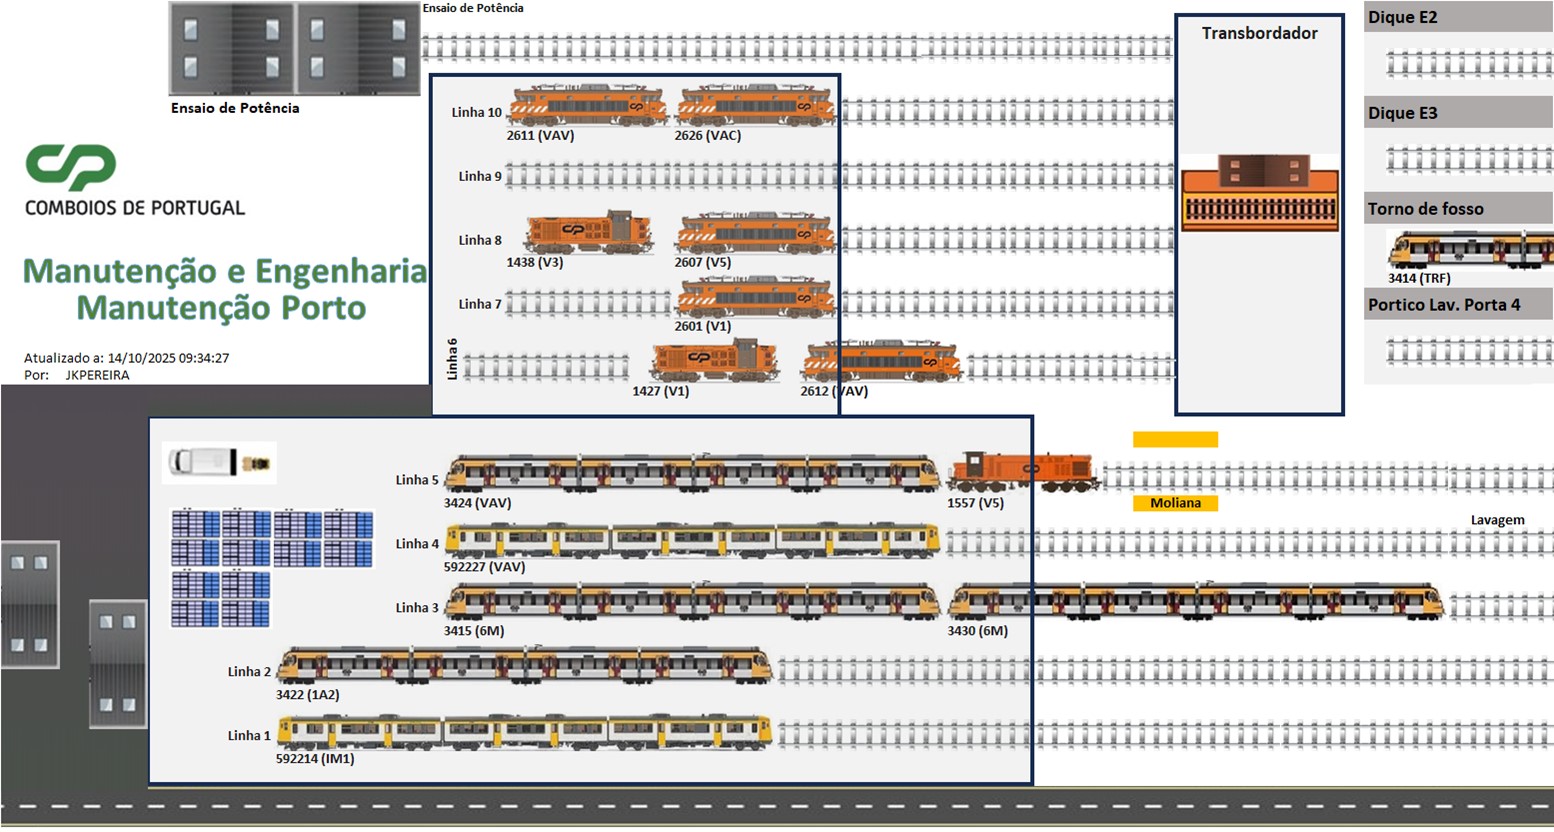 Ensaio de Potência
Ensaio de Potência
CP
COMBOIOS DE PORTUGAL
Manutenção e Engenharia
Manutenção Porto
Atualizado a: 14/10/2025 09:34:27
Por: JKPEREIRA
Linha 10
2611 (VAV)
2626 (VAC)
Linha 9
Linha 8
1438 (V3)
2607 (V5)
Linha 7
2601 (V1)
Linha 6
1427 (V1)
2612 (VAV)
Transbordador
Dique E2
Dique E3
Torno de fosso
3414 (TRF)
Portico Lav. Porta 4
Linha 5
3424 (VAV)
1557 (V5)
Moliana
Lavagem
Linha 4
592227 (VAV)
Linha 3
3415 (6M)
3430 (6M)
Linha 2
3422 (1A2)
Linha 1
592214 (IM1)